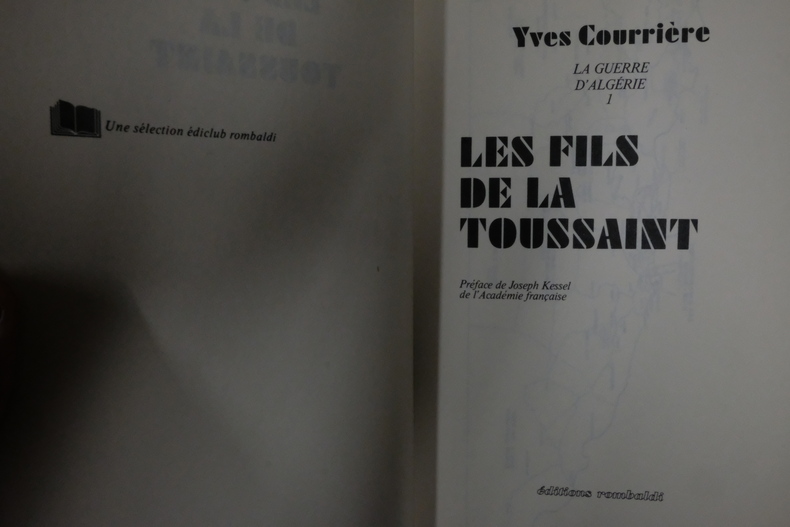 Une sèlection édiclub rombaldi
Yves Courrière
LA GUERRE
D'ALGÉRIE
1
LES FILS
DE LA
TOUSSAINT
Préface de Joseph Kessel
de l'Académie française
éditions rombaldi